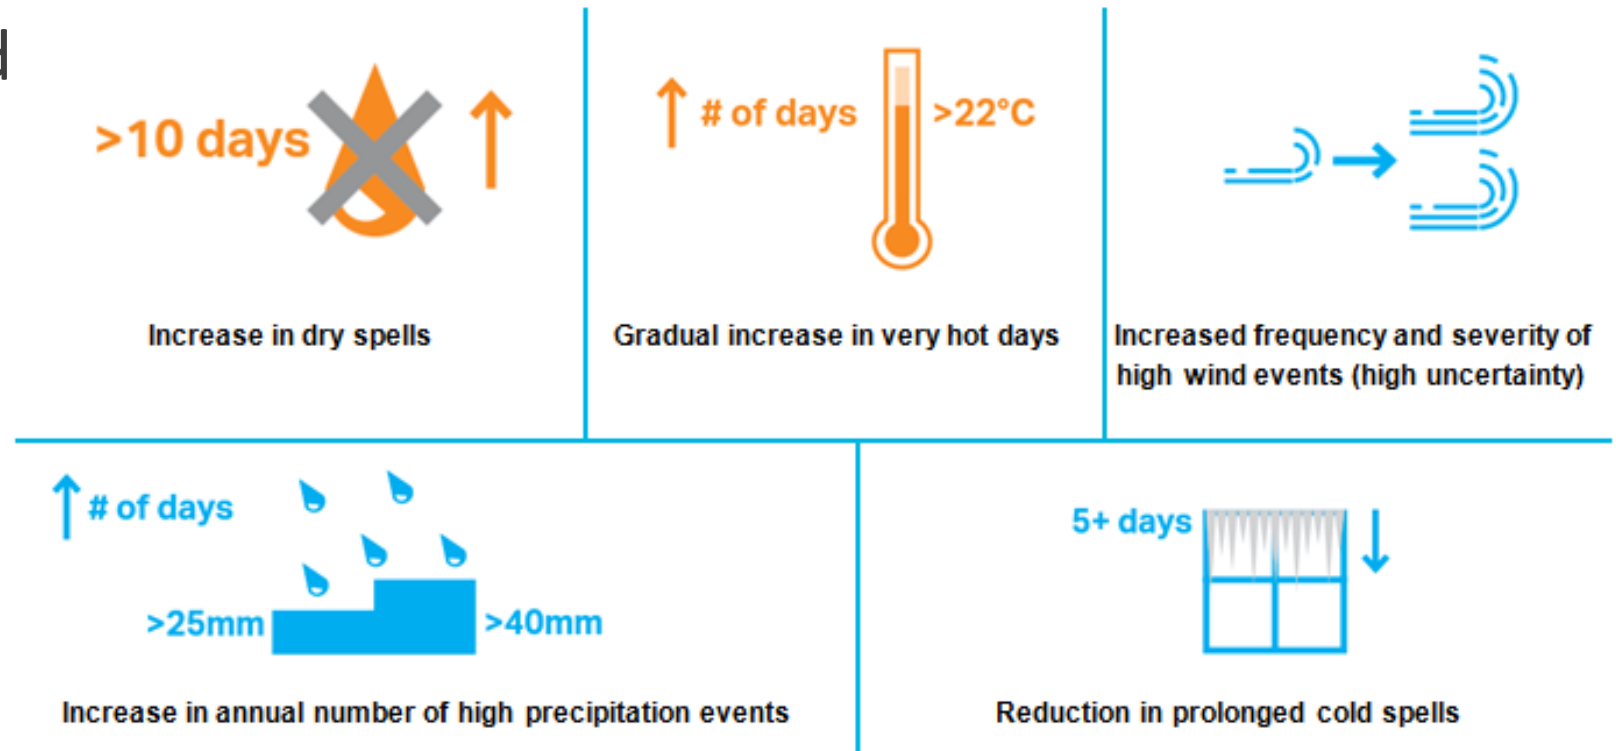 >10 days
Increase in dry spells
# of days
>22°C
Gradual increase in very hot days
Increased frequency and severity of
high wind events (high uncertainty)
# of days
>25mm
>40mm
Increase in annual number of high precipitation events
5+ days
Reduction in prolonged cold spells